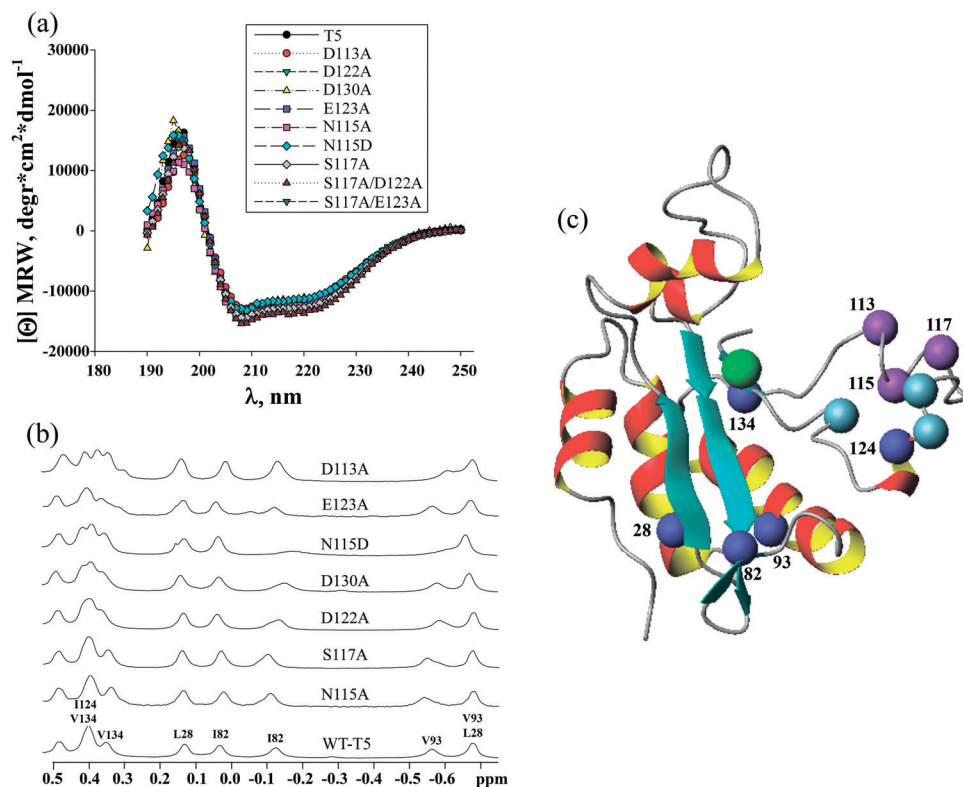 (a)
T5
D113A
D122A
D130A
E123A
N115A
N115D
S117A
S117A/D122A
S117A/E123A
[Θ] MRW, degr*cm²*dmol⁻¹
30000
20000
10000
0
-10000
-20000
180 190 200 210 220 230 240 250
λ, nm
(b)
D113A
E123A
N115D
D130A
D122A
S117A
N115A
I124
V134 V134 L28 I82 I82 WT-T5 V93 V93
L28
0.5 0.4 0.3 0.2 0.1 0.0 -0.1 -0.2 -0.3 -0.4 -0.5 -0.6 ppm
(c)
113
117
115
134
124
28
82
93